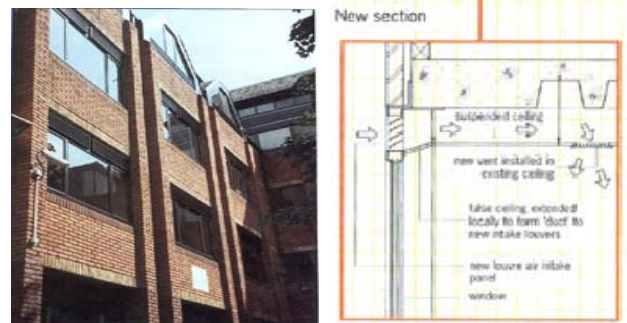 New section
suspended ceiling
new vent installed in
existing ceiling
false ceiling, extended
locally to form 'duct' to
new intake louvers
new louvre air intake
panel
window